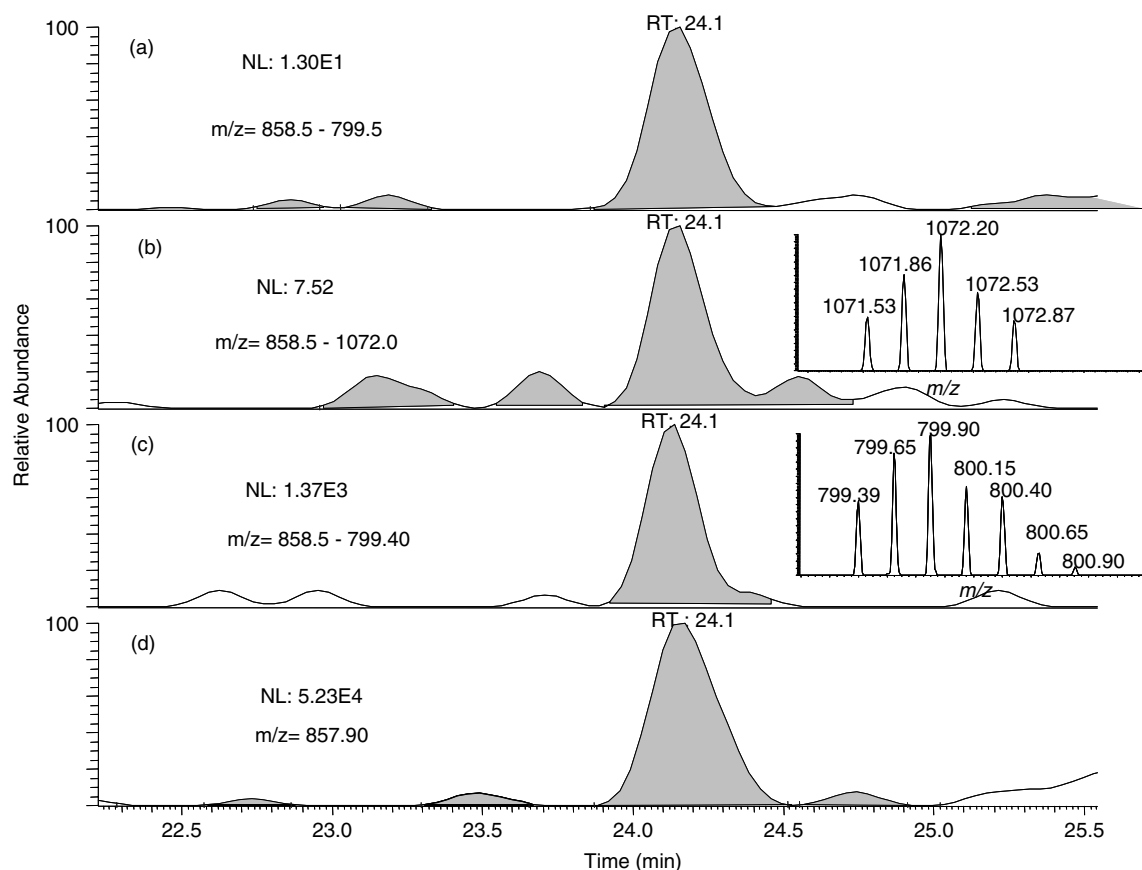 RT: 24.1
100
(a)
NL: 1.30E1
m/z= 858.5 - 799.5
RT: 24.1
100
(b)
NL: 7.52
m/z= 858.5 - 1072.0
1072.20
1071.86
1072.53
1071.53
1072.87
m/z
RT: 24.1
100
(c)
NL: 1.37E3
m/z= 858.5 - 799.40
799.90
799.65
800.15
799.39
800.40
800.65
800.90
m/z
RT : 24.1
100
(d)
NL: 5.23E4
m/z= 857.90
Relative Abundance
22.5 23.0 23.5 24.0 24.5 25.0 25.5
Time (min)